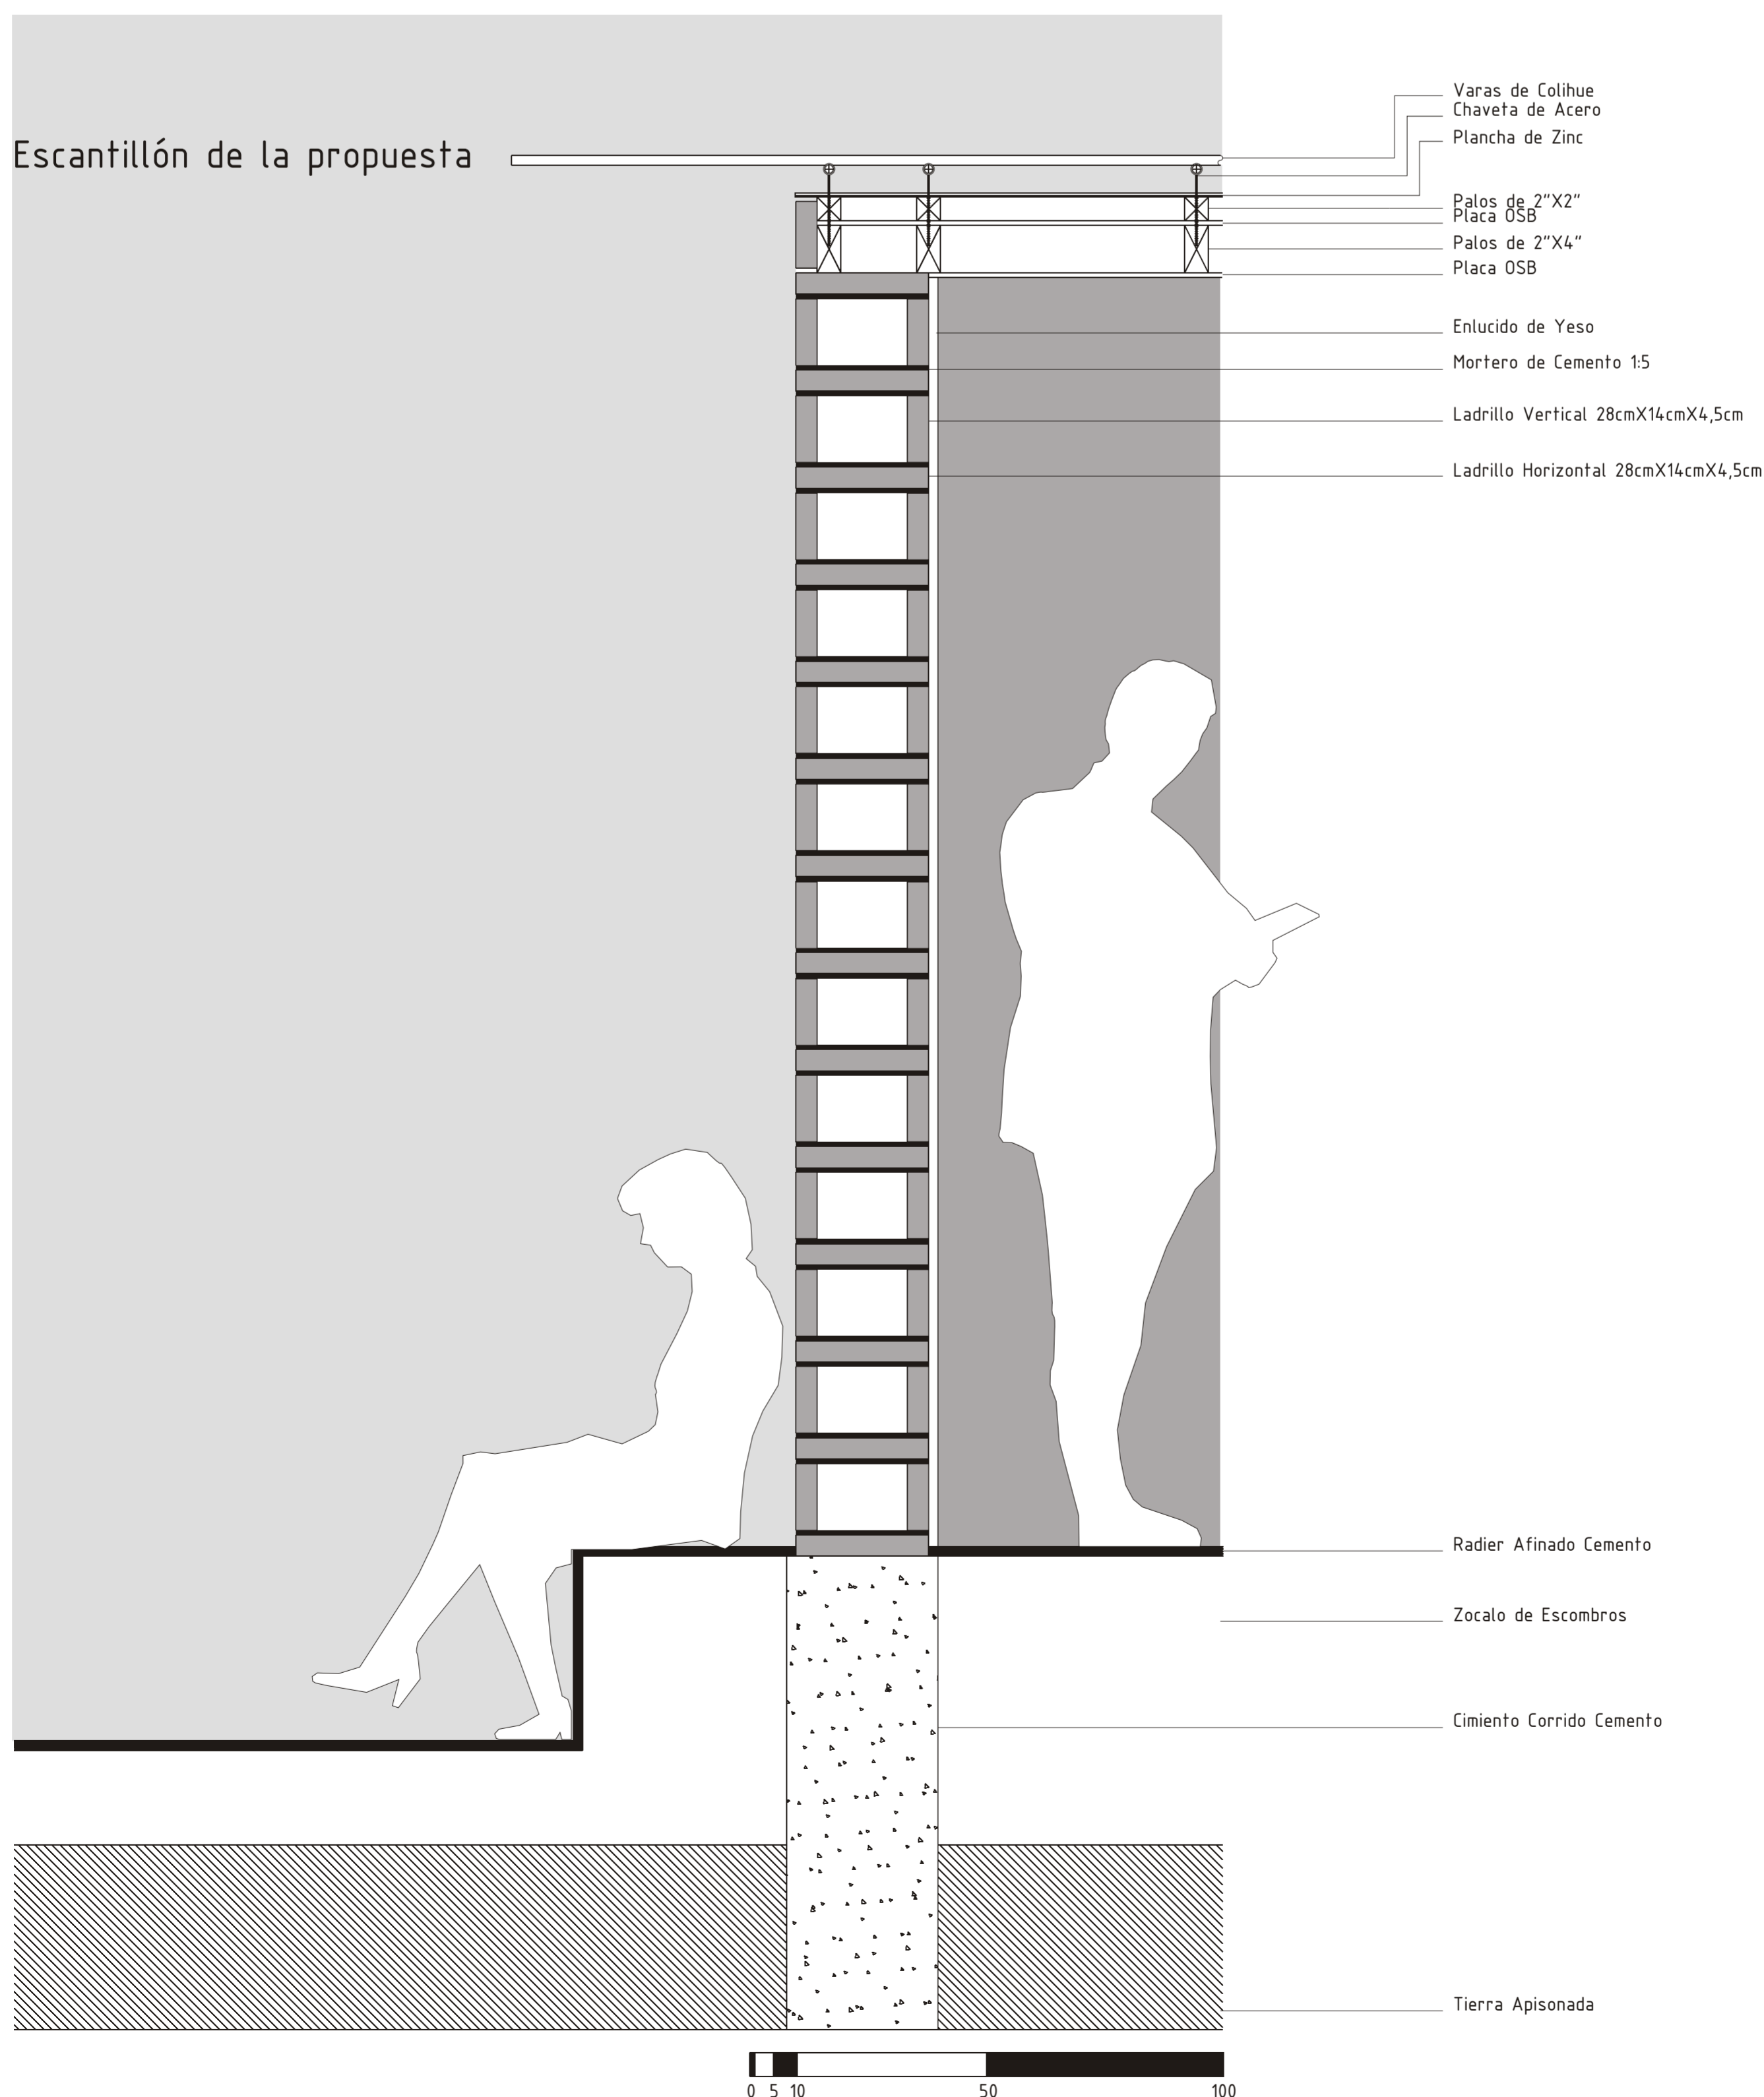 Escantillón de la propuesta
Varas de Colihue
Chaveta de Acero
Plancha de Zinc
Palos de 2"X2"
Placa OSB
Palos de 2"X4"
Placa OSB
Enlucido de Yeso
Mortero de Cemento 1:5
Ladrillo Vertical 28cmX14cmX4,5cm
Ladrillo Horizontal 28cmX14cmX4,5cm
Radier Afinado Cemento
Zocalo de Escombros
Cimiento Corrido Cemento
Tierra Apisonada
0 5 10 50 100